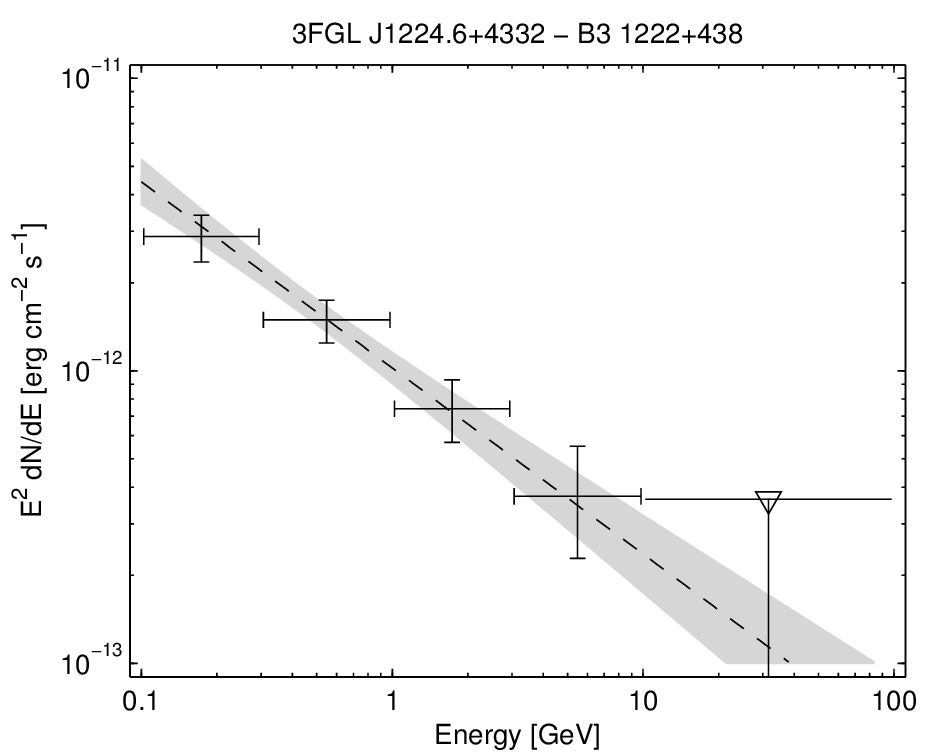 3FGL J1224.6+4332 − B3 1222+438
10⁻¹¹
10⁻¹²
10⁻¹³
E² dN/dE [erg cm⁻² s⁻¹]
0.1 1 10 100
Energy [GeV]